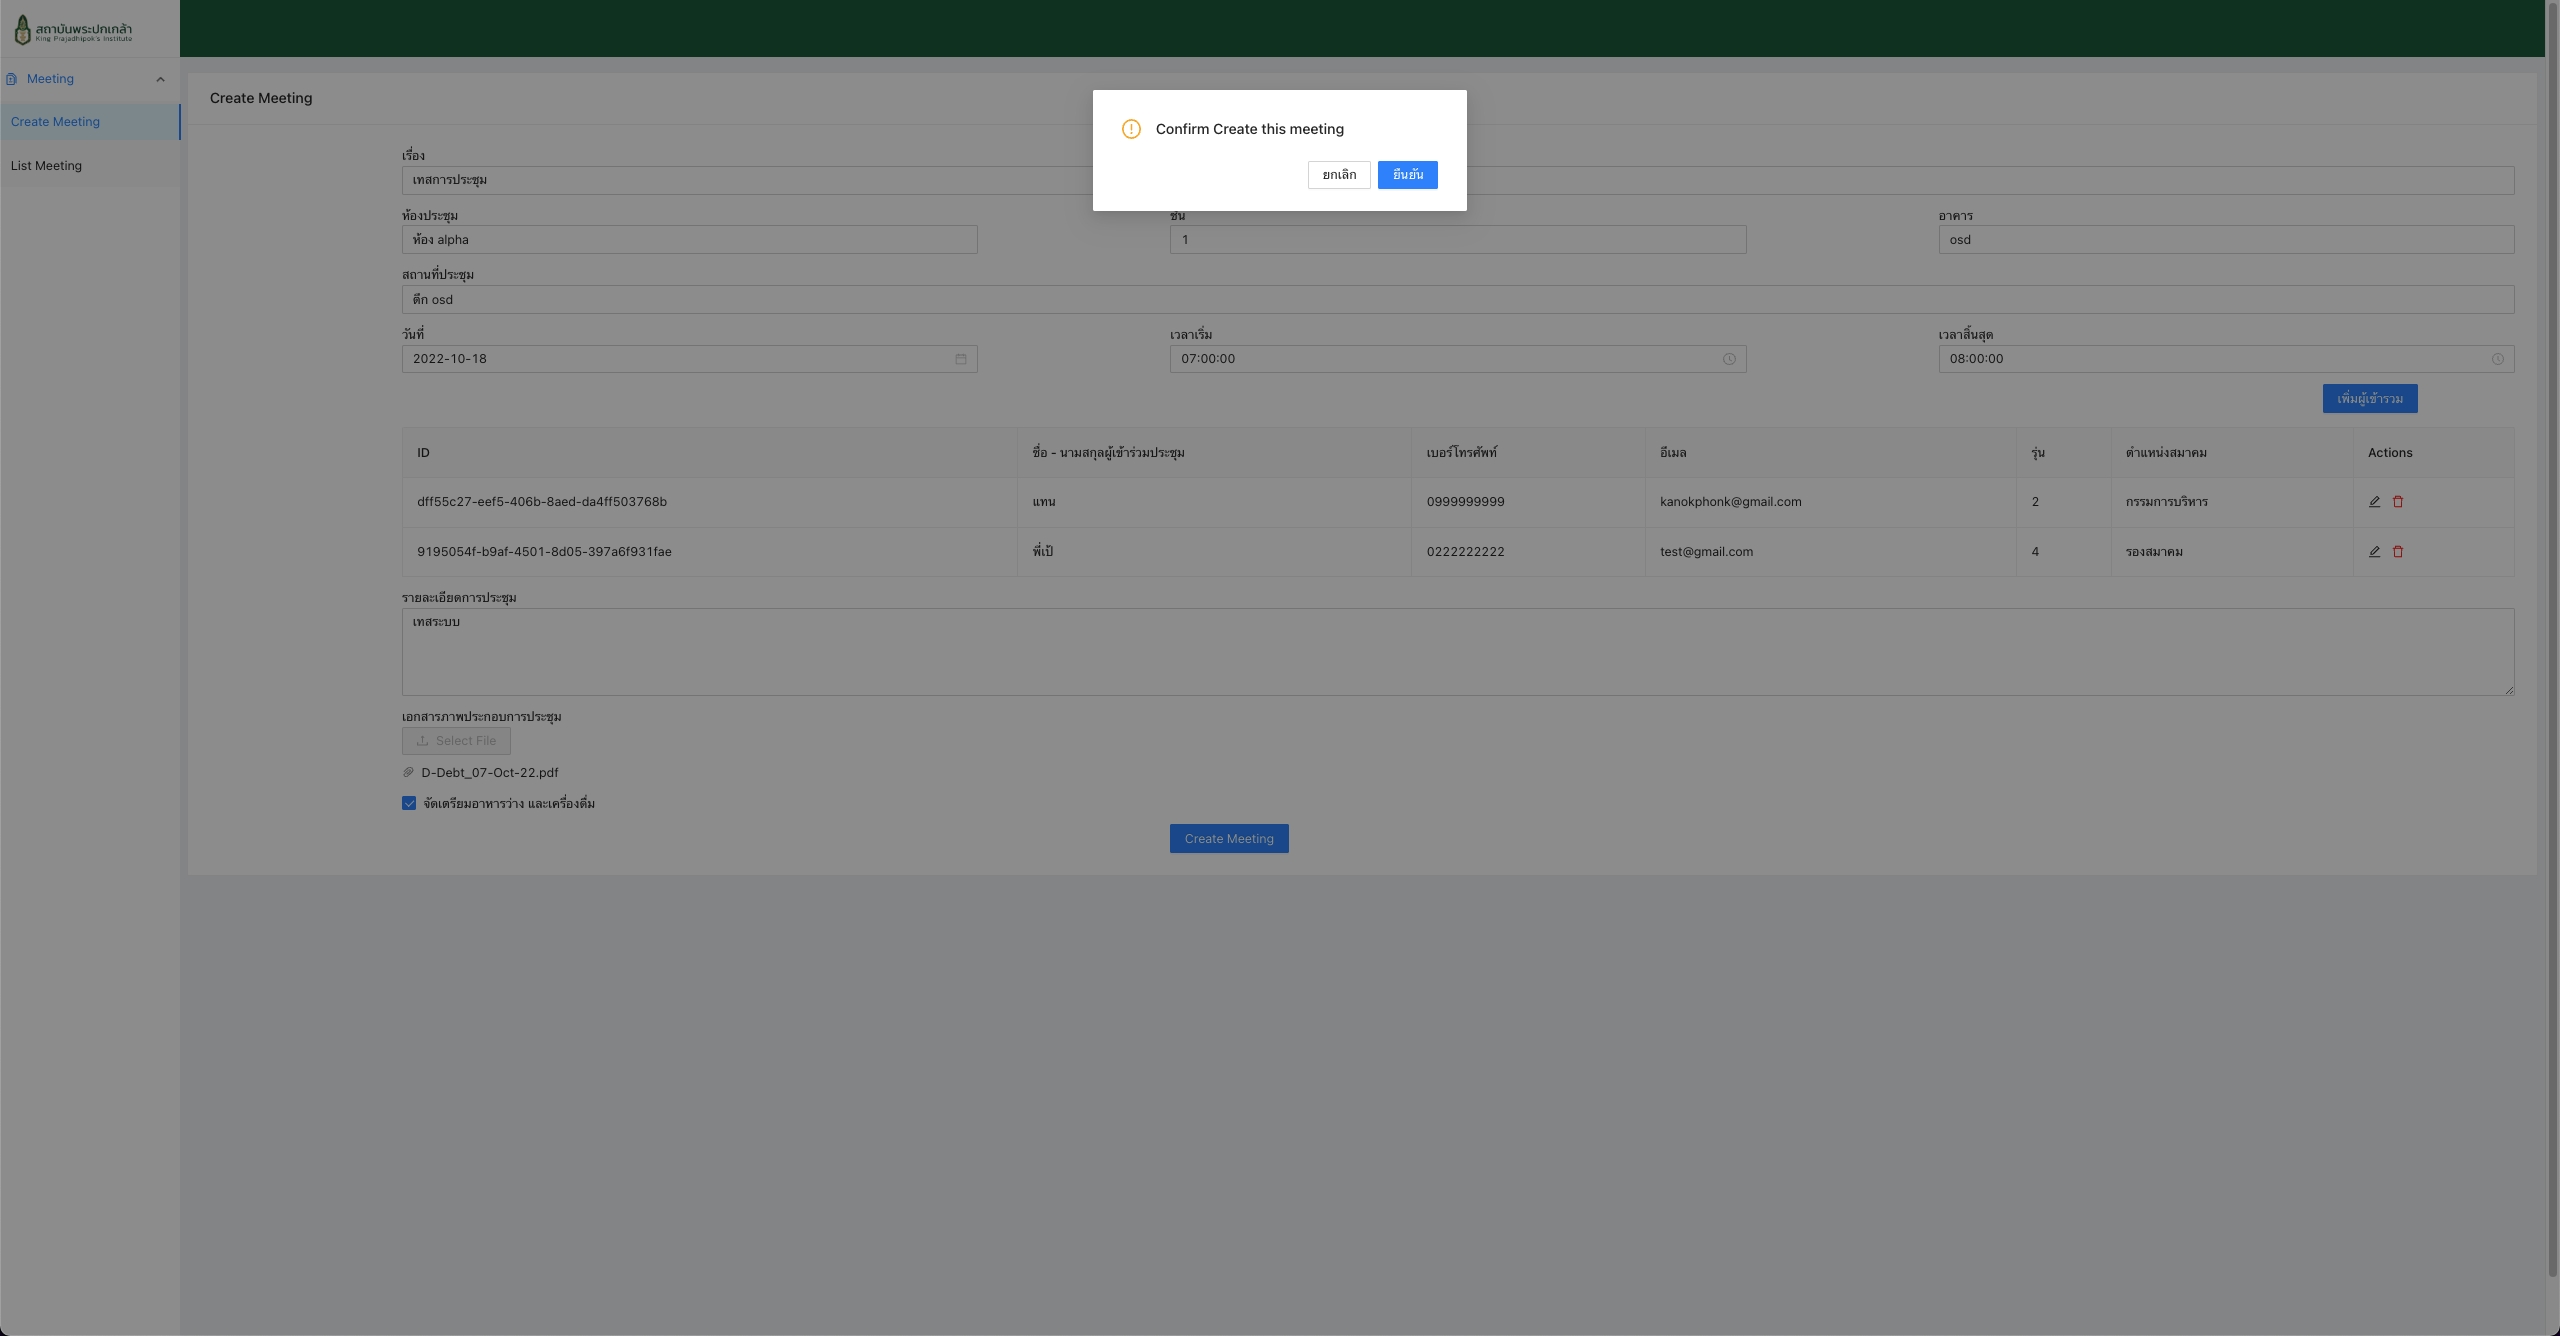 สถาบันพระปกเกล้า
King Prajadhipok's Institute
Meeting
Create Meeting
List Meeting
Create Meeting
Confirm Create this meeting
ยกเลิก ยืนยัน
เรื่อง
เทสการประชุม
ห้องประชุม ชั้น อาคาร
ห้อง alpha 1 osd
สถานที่ประชุม
ตึก osd
วันที่ เวลาเริ่ม เวลาสิ้นสุด
2022-10-18 07:00:00 08:00:00
เพิ่มผู้เข้ารวม
ID ชื่อ - นามสกุลผู้เข้าร่วมประชุม เบอร์โทรศัพท์ อีเมล รุ่น ตำแหน่งสมาคม Actions
dff55c27-eef5-406b-8aed-da4ff503768b แทน 0999999999 kanokphonk@gmail.com 2 กรรมการบริหาร
9195054f-b9af-4501-8d05-397a6f931fae พี่เป้ 0222222222 test@gmail.com 4 รองสมาคม
รายละเอียดการประชุม
เทสระบบ
เอกสารภาพประกอบการประชุม
Select File
D-Debt_07-Oct-22.pdf
จัดเตรียมอาหารว่าง และเครื่องดื่ม
Create Meeting